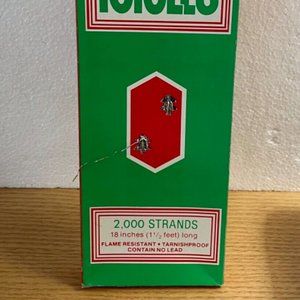 2,000 STRANDS
18 inches (1½ feet) long
FLAME RESISTANT • TARNISHPROOF
CONTAIN NO LEAD